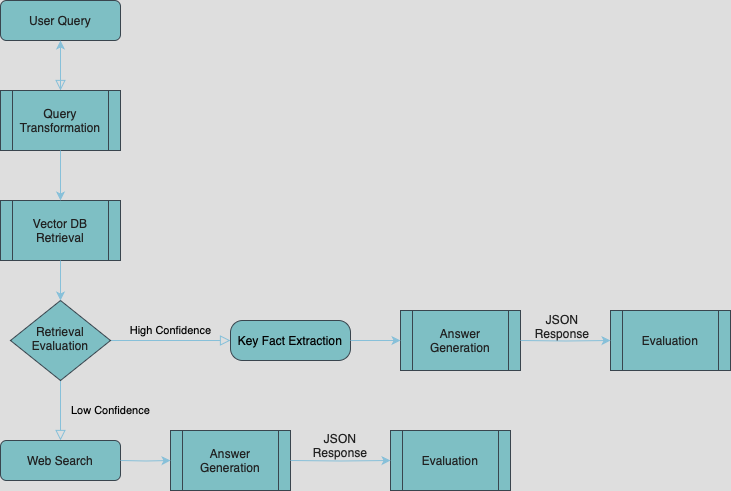 User Query
Query
Transformation
Vector DB
Retrieval
Retrieval
Evaluation
High Confidence
Key Fact Extraction
Answer
Generation
JSON
Response
Evaluation
Low Confidence
Web Search
Answer
Generation
JSON
Response
Evaluation